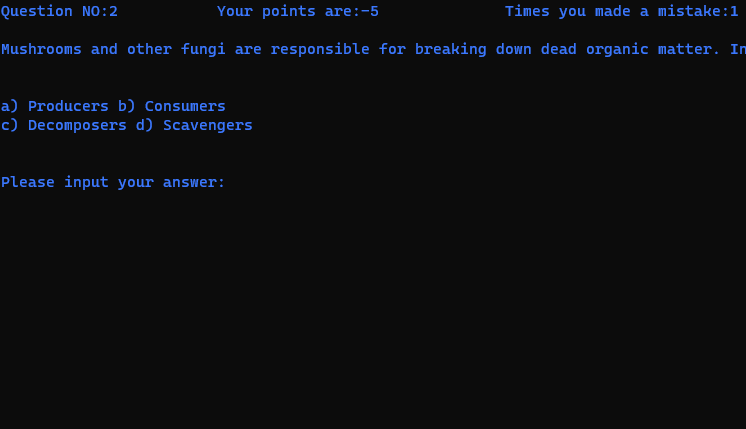 Question NO:2 Your points are:-5 Times you made a mistake:1
Mushrooms and other fungi are responsible for breaking down dead organic matter. In
a) Producers b) Consumers
c) Decomposers d) Scavengers
Please input your answer: